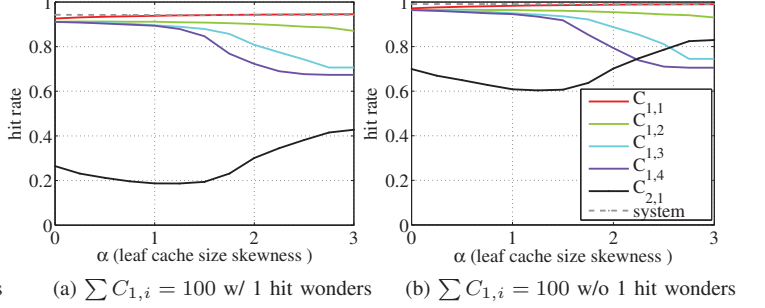 1
0.8
0.6
0.4
0.2
0
hit rate
0 1 2 3
α (leaf cache size skewness )
1
0.8
0.6
0.4
0.2
0
hit rate
0 1 2 3
α (leaf cache size skewness )
C1,1
C1,2
C1,3
C1,4
C2,1
system
s
(a) ∑ C1,i = 100 w/ 1 hit wonders
(b) ∑ C1,i = 100 w/o 1 hit wonders